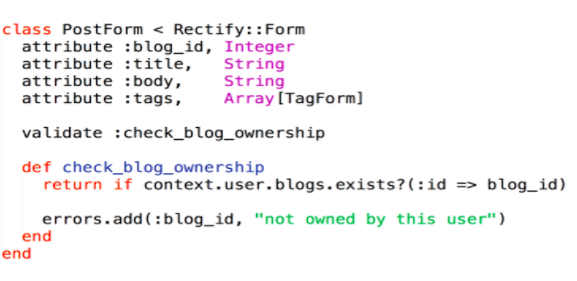 class PostForm < Rectify::Form
  attribute :blog_id, Integer
  attribute :title,   String
  attribute :body,    String
  attribute :tags,    Array[TagForm]
  validate :check_blog_ownership
  def check_blog_ownership
    return if context.user.blogs.exists?(:id => blog_id)
    errors.add(:blog_id, "not owned by this user")
  end
end